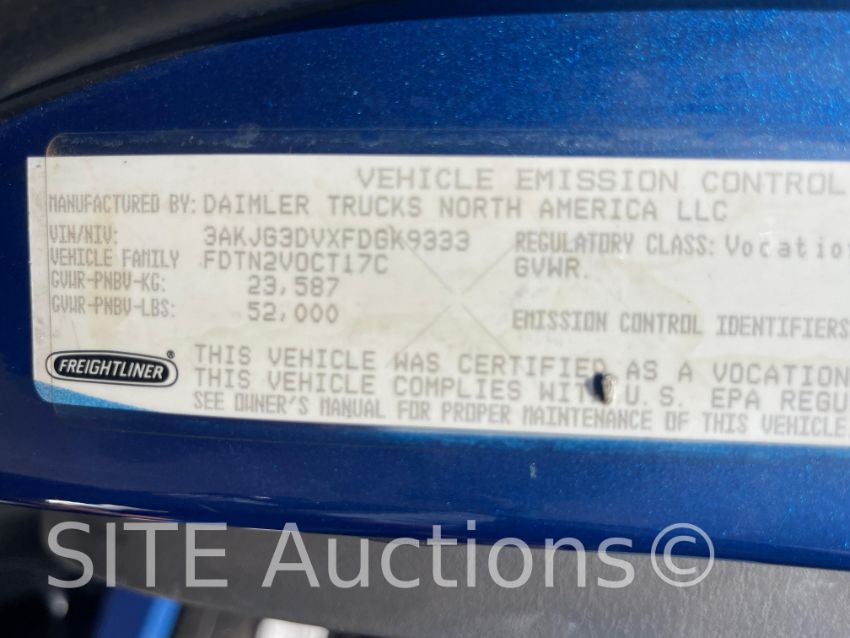 VEHICLE EMISSION CONTROL
MANUFACTURED BY: DAIMLER TRUCKS NORTH AMERICA LLC
VIN/NIV: 3AKJG3DVXFDGK9333 REGULATORY CLASS: Vocatio
VEHICLE FAMILY FDTN2VOCT17C GVWR.
GVWR-PNBV-KG: 23,587
GVWR-PNBV-LBS: 52,000 EMISSION CONTROL IDENTIFIERS
FREIGHTLINER®
THIS VEHICLE WAS CERTIFIED AS A VOCATION
THIS VEHICLE COMPLIES WITH U.S. EPA REGU
SEE OWNER'S MANUAL FOR PROPER MAINTENANCE OF THIS VEHICLE.
SITE Auctions©